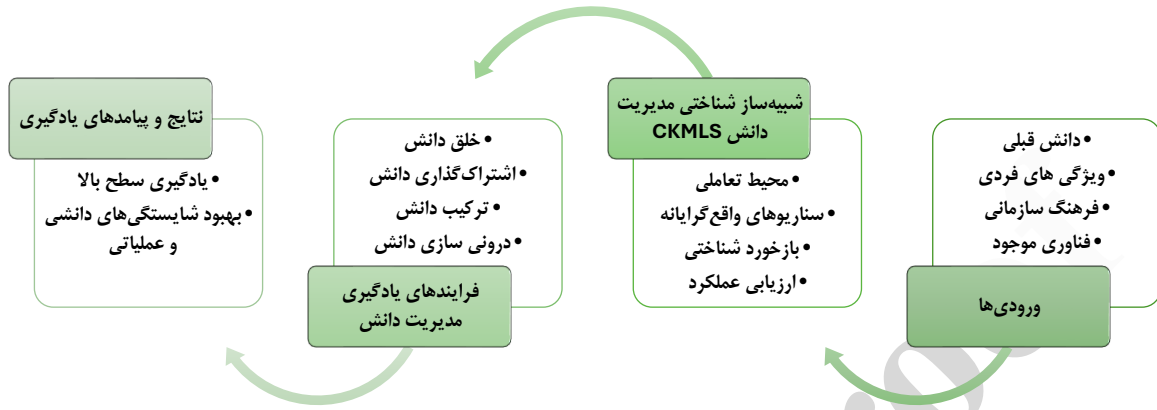 • دانش قبلی
• ویژگی های فردی
• فرهنگ سازمانی
• فناوری موجود
ورودی‌ها
شبیه‌ساز شناختی مدیریت
دانش CKMLS
• محیط تعاملی
• سناریوهای واقع‌گرایانه
• بازخورد شناختی
• ارزیابی عملکرد
• خلق دانش
• اشتراک‌گذاری دانش
• ترکیب دانش
• درونی سازی دانش
فرایندهای یادگیری
مدیریت دانش
نتایج و پیامدهای یادگیری
• یادگیری سطح بالا
• بهبود شایستگی‌های دانشی
و عملیاتی